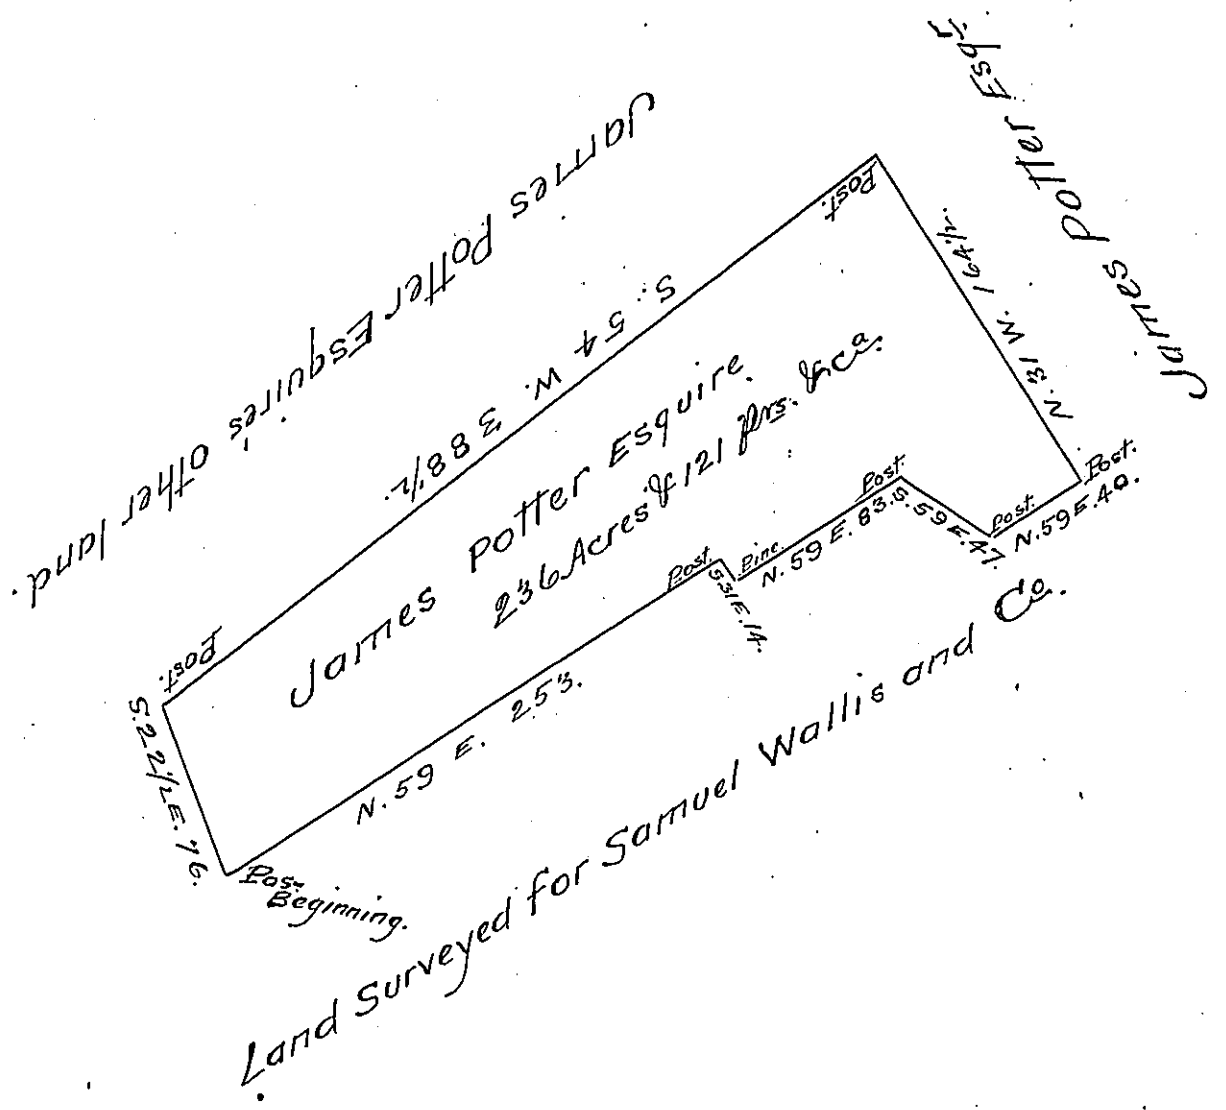 James Potter Esquires other land.
James Potter Esqr
Post.
S. 54 W. 388½.
N. 31 W. 164½.
James Potter Esquire.
236 Acres & 121 prs. &ca.
Post.
Post.
Post.
N. 59 E. 40.
S. 59 E. 47.
Post.
Pine.
N. 59 E. 83.
S 31 E. 14.
Post.
S. 22½ E. 76.
N. 59 E. 253.
Post
Beginning.
Land Surveyed for Samuel Wallis and Co.